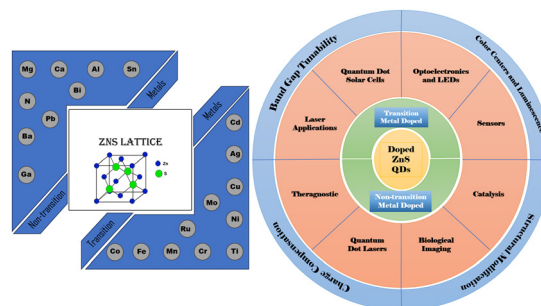 Mg
Ca
Al
Sn
Bi
N
Pb
Ba
Ga
Metals
Non-transition
ZNS LATTICE
Zn
S
Metals
Transition
Cd
Ag
Cu
Mo
Ni
Ru
Co
Fe
Mn
Cr
Ti
Band Gap Tunability
Color Centers and Luminescence
Structural Modification
Charge Compensation
Quantum Dot
Solar Cells
Optoelectronics
and LEDs
Laser
Applications
Sensors
Theragnostic
Catalysis
Quantum
Dot Lasers
Biological
Imaging
Transition
Metal Doped
Doped
ZnS
QDs
Non-transition
Metal Doped